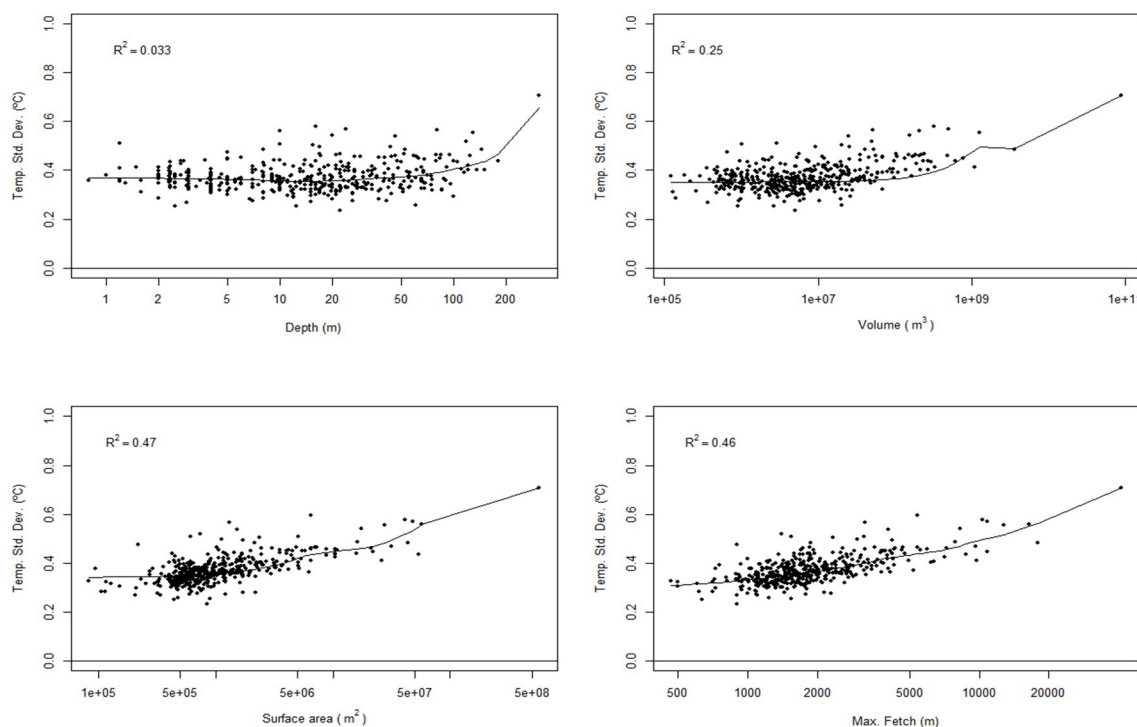 R² = 0.033
Temp. Std. Dev. (ºC)
0.0 0.2 0.4 0.6 0.8 1.0
1 2 5 10 20 50 100 200
Depth (m)
R² = 0.25
Temp. Std. Dev. (ºC)
0.0 0.2 0.4 0.6 0.8 1.0
1e+05 1e+07 1e+09 1e+11
Volume ( m³ )
R² = 0.47
Temp. Std. Dev. (ºC)
0.0 0.2 0.4 0.6 0.8 1.0
1e+05 5e+05 5e+06 5e+07 5e+08
Surface area ( m² )
R² = 0.46
Temp. Std. Dev. (ºC)
0.0 0.2 0.4 0.6 0.8 1.0
500 1000 2000 5000 10000 20000
Max. Fetch (m)